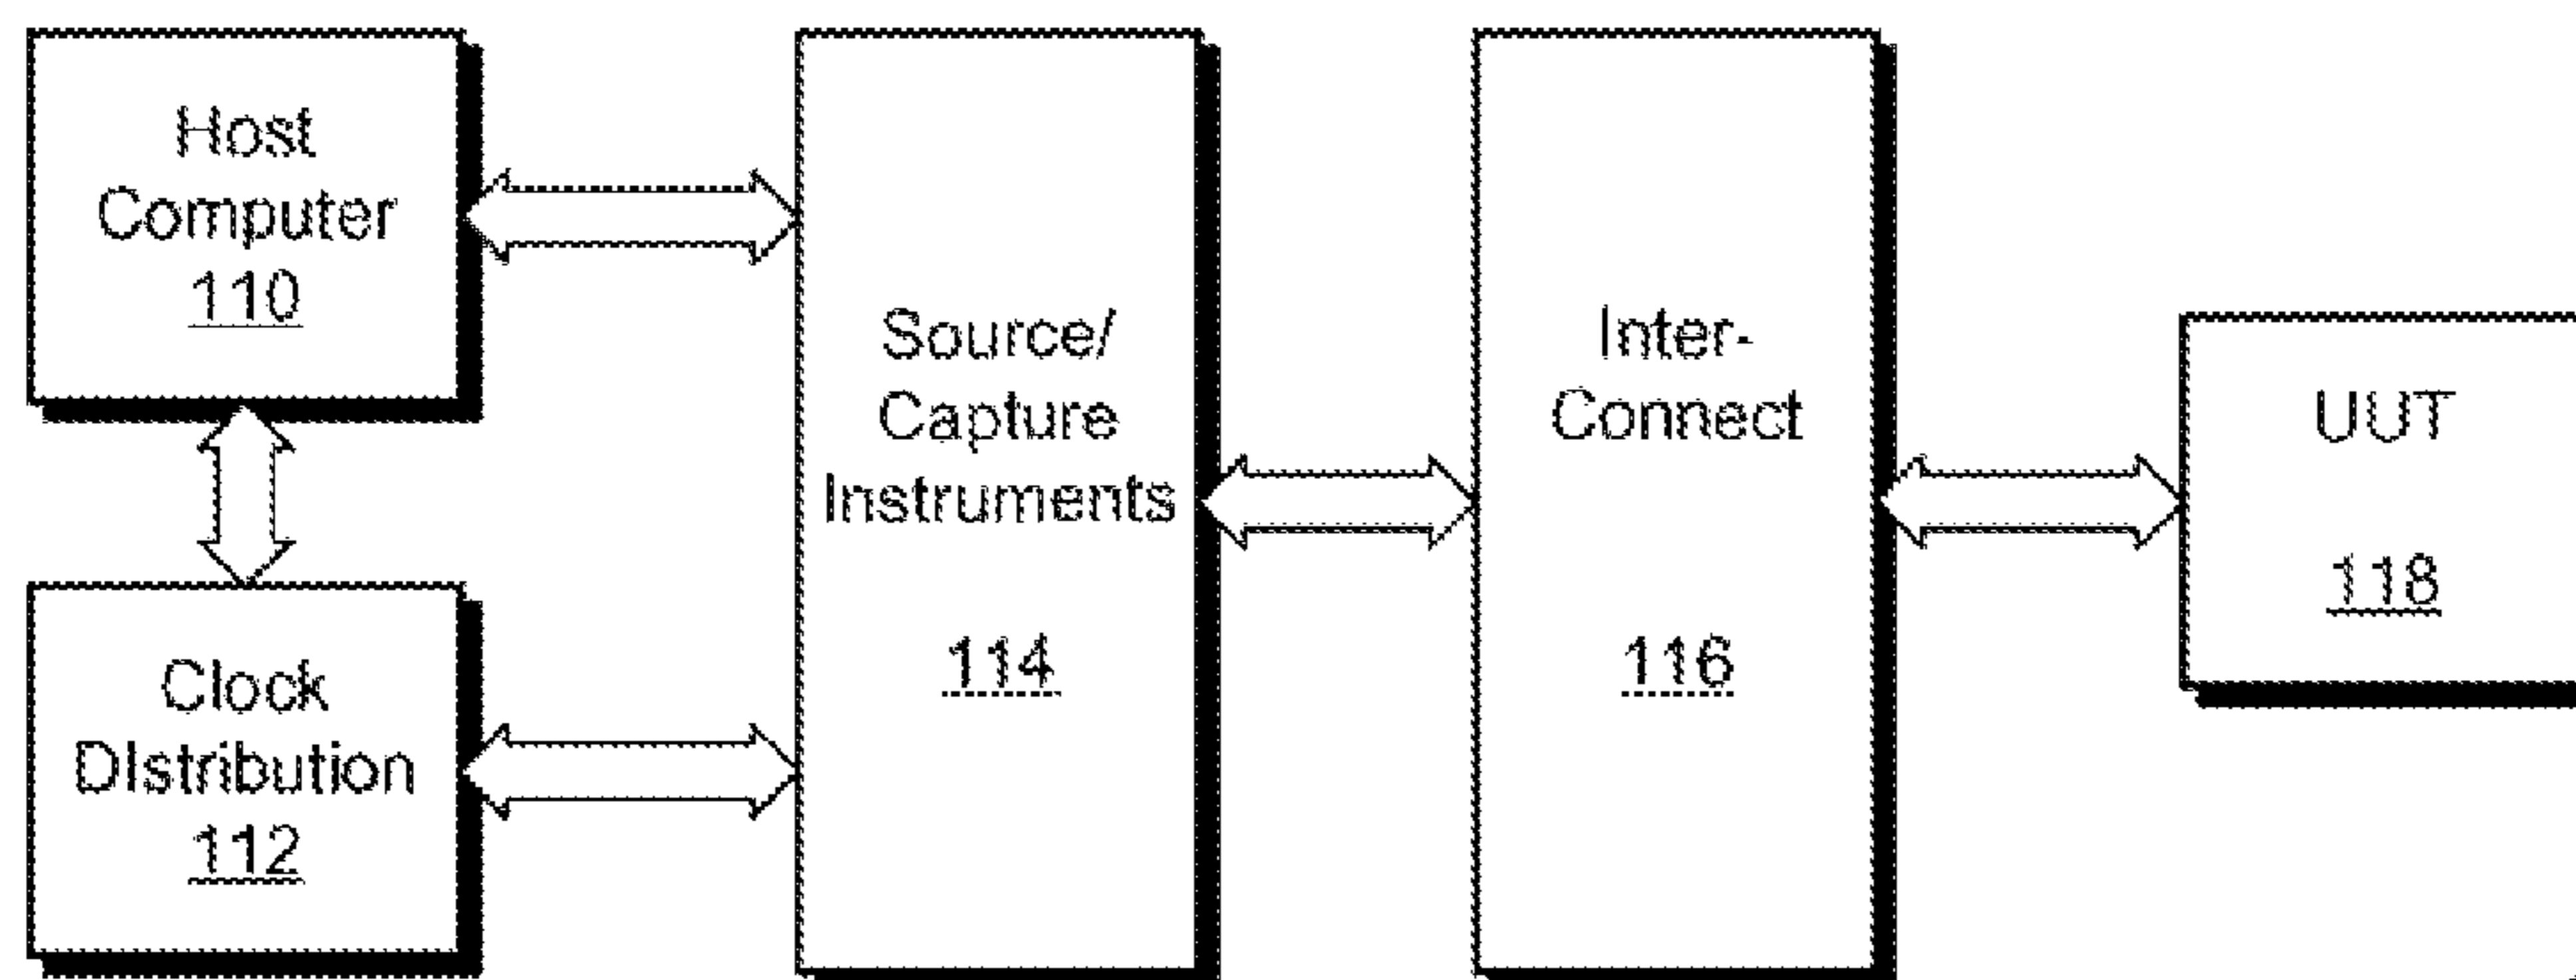 Host
Computer
110
Clock
DIstribution
112
Source/
Capture
Instruments
114
Inter-
Connect
116
UUT
118